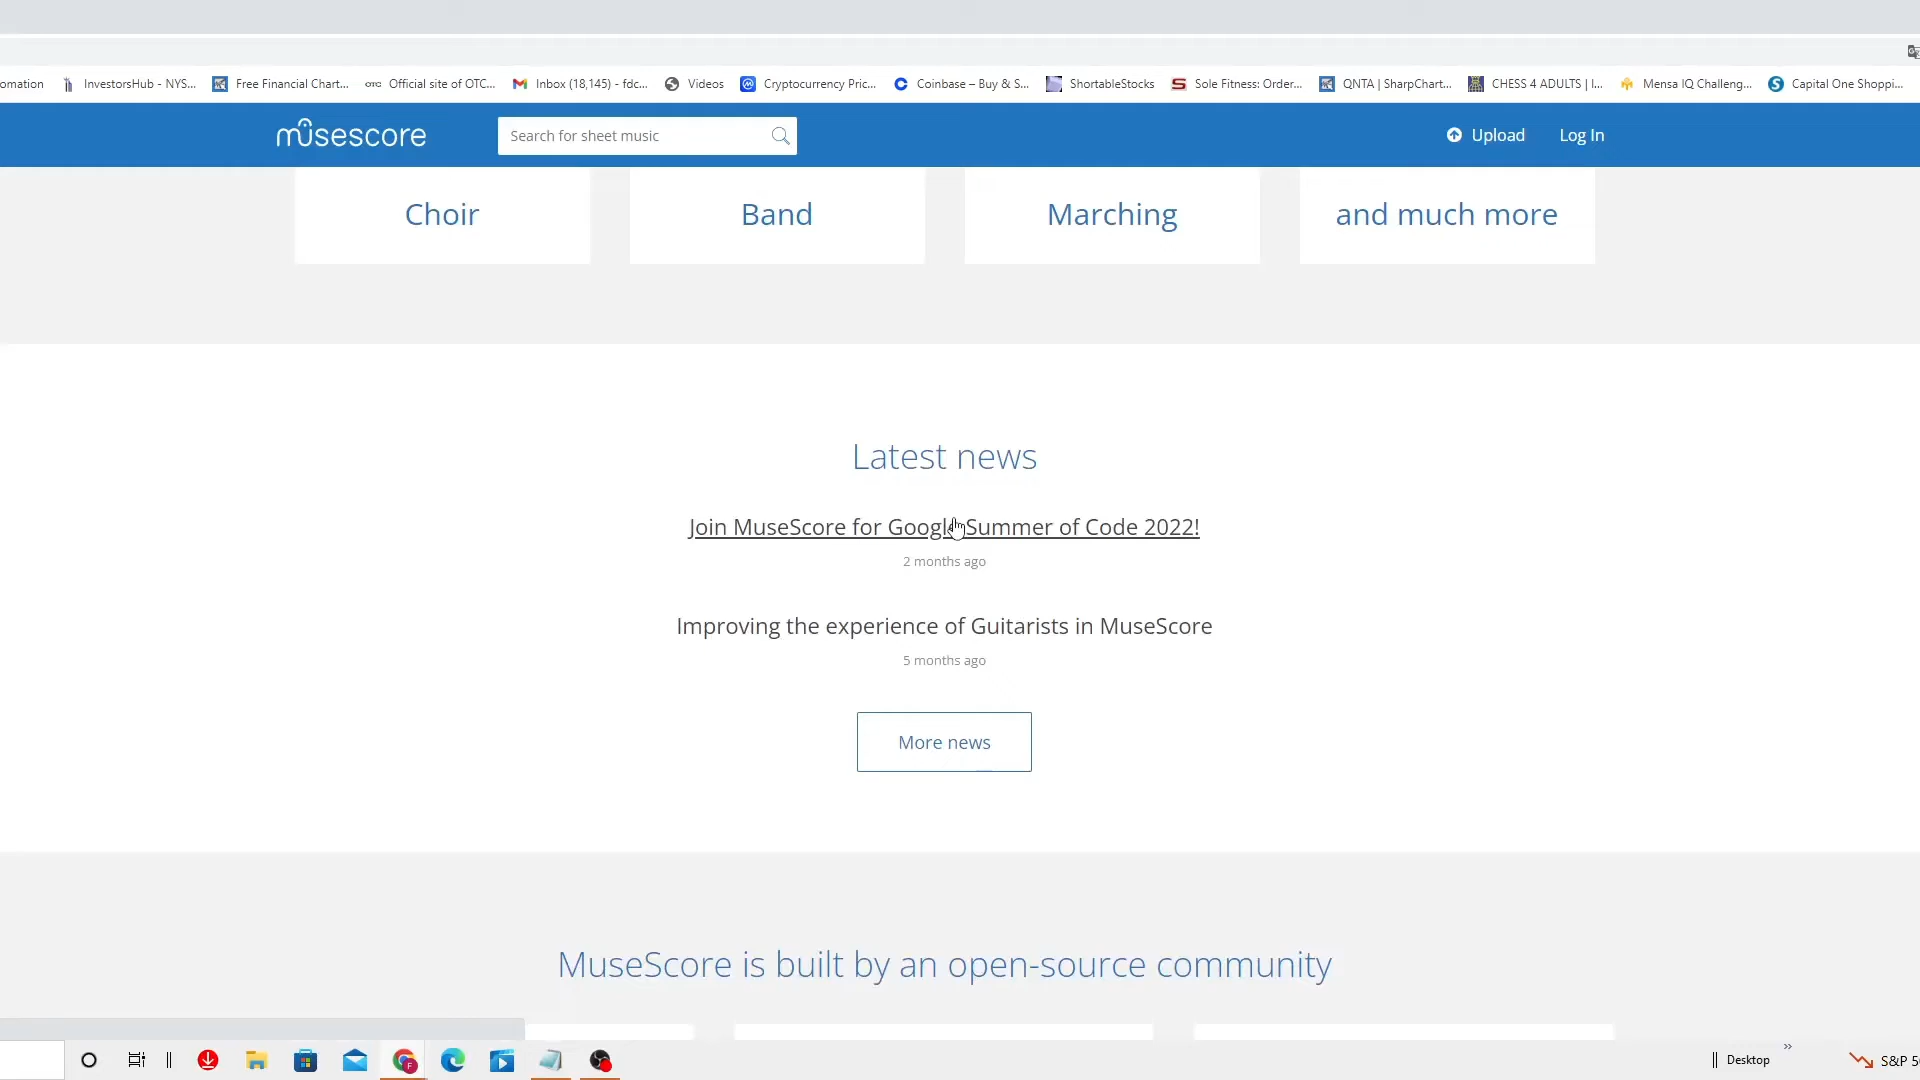 omation InvestorsHub - NYS... Free Financial Chart... OTC Official site of OTC... Inbox (18,145) - fdc... Videos Cryptocurrency Pric... Coinbase – Buy & S... ShortableStocks Sole Fitness: Order... QNTA | SharpChart... CHESS 4 ADULTS | I... Mensa IQ Challeng... Capital One Shoppi...
musescore Search for sheet music Upload Log In
Choir Band Marching and much more
Latest news
Join MuseScore for Google Summer of Code 2022!
2 months ago
Improving the experience of Guitarists in MuseScore
5 months ago
More news
MuseScore is built by an open-source community
Desktop » S&P 5